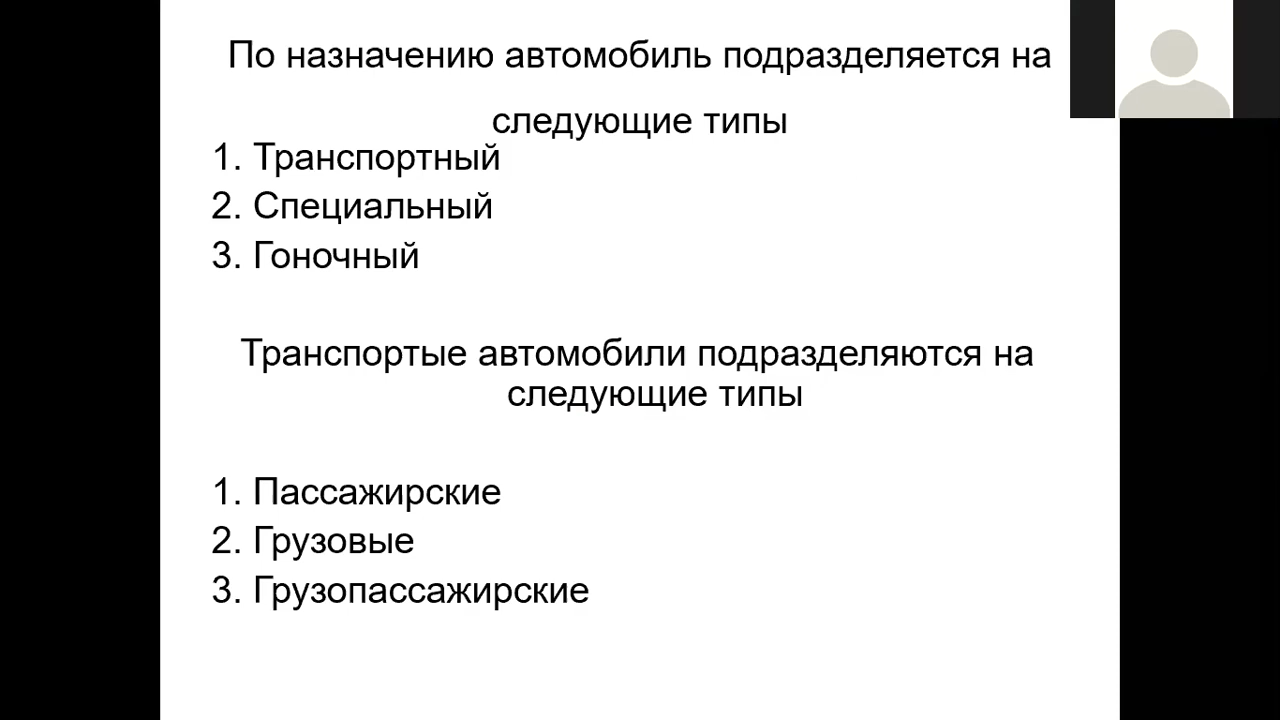 По назначению автомобиль подразделяется на
следующие типы
1. Транспортный
2. Специальный
3. Гоночный
Транспортые автомобили подразделяются на
следующие типы
1. Пассажирские
2. Грузовые
3. Грузопассажирские